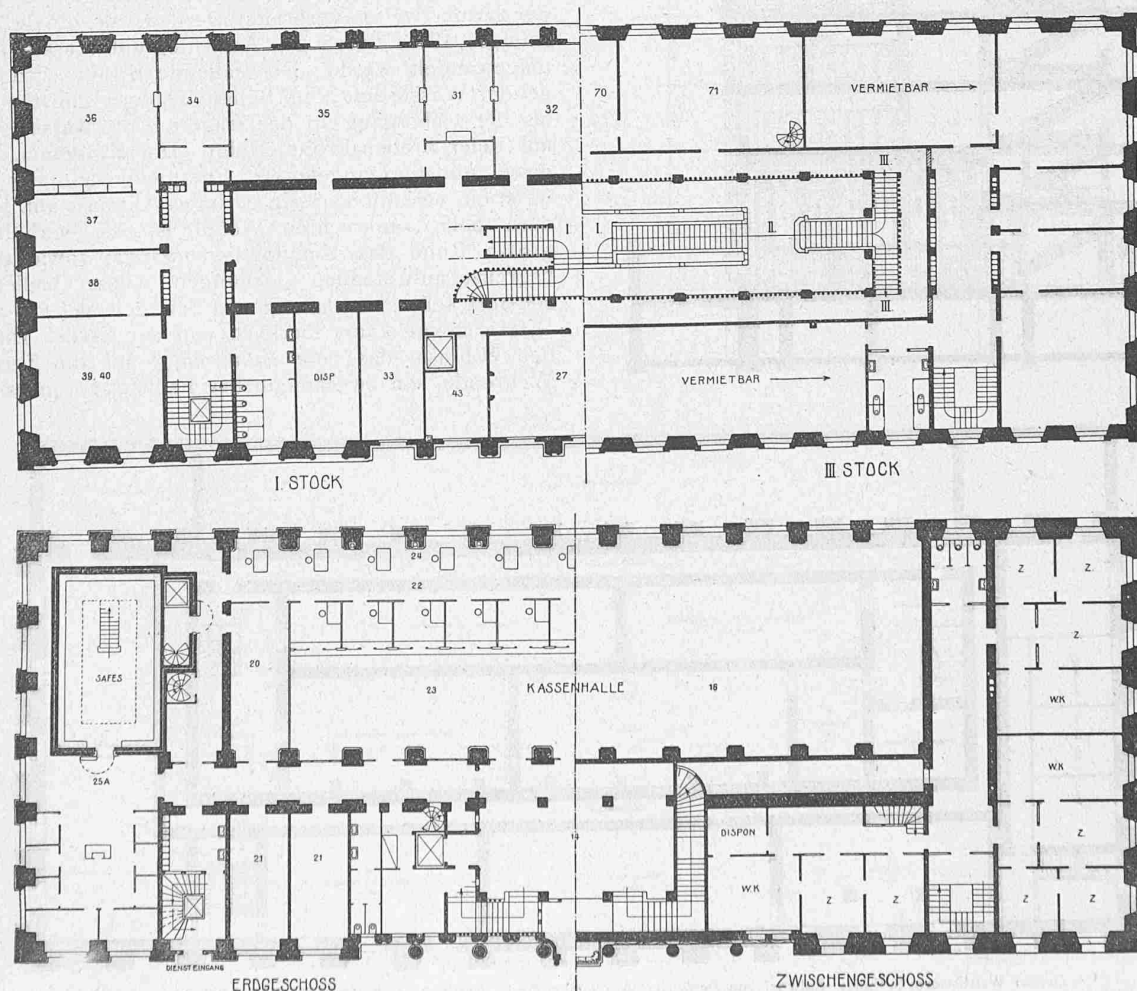 36
34
35
31
32
70
71
VERMIETBAR
III.
37
I.
II.
38
III.
39. 40
DISP
33
43
27
VERMIETBAR
I. STOCK
III. STOCK
24
22
Z.
Z.
Z.
SAFES
20
23
KASSENHALLE
18
W.K
25A
W.K
21
21
14
DISPON
W.K
Z.
Z
Z
Z.
Z.
DIENSTEINGANG
ERDGESCHOSS
ZWISCHENGESCHOSS